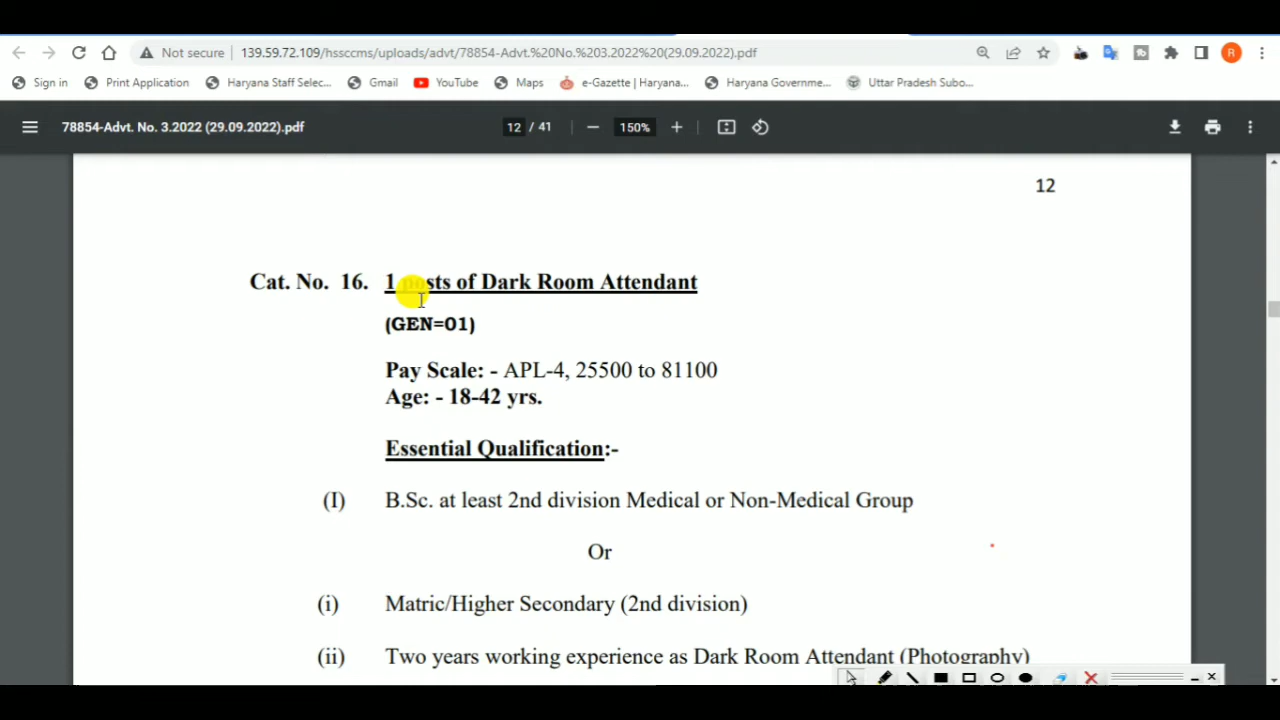 Not secure
139.59.72.109/hssccms/uploads/advt/78854-Advt.%20No.%203.2022%20(29.09.2022).pdf
R
Sign in
Print Application
Haryana Staff Selec...
Gmail
YouTube
Maps
e-Gazette | Haryana...
Haryana Governme...
Uttar Pradesh Subo...
78854-Advt. No. 3.2022 (29.09.2022).pdf
12 / 41
150%
12
Cat. No. 16. 1 posts of Dark Room Attendant
(GEN=01)
Pay Scale: - APL-4, 25500 to 81100
Age: - 18-42 yrs.
Essential Qualification:-
(I) B.Sc. at least 2nd division Medical or Non-Medical Group
Or
(i) Matric/Higher Secondary (2nd division)
(ii) Two years working experience as Dark Room Attendant (Photography)